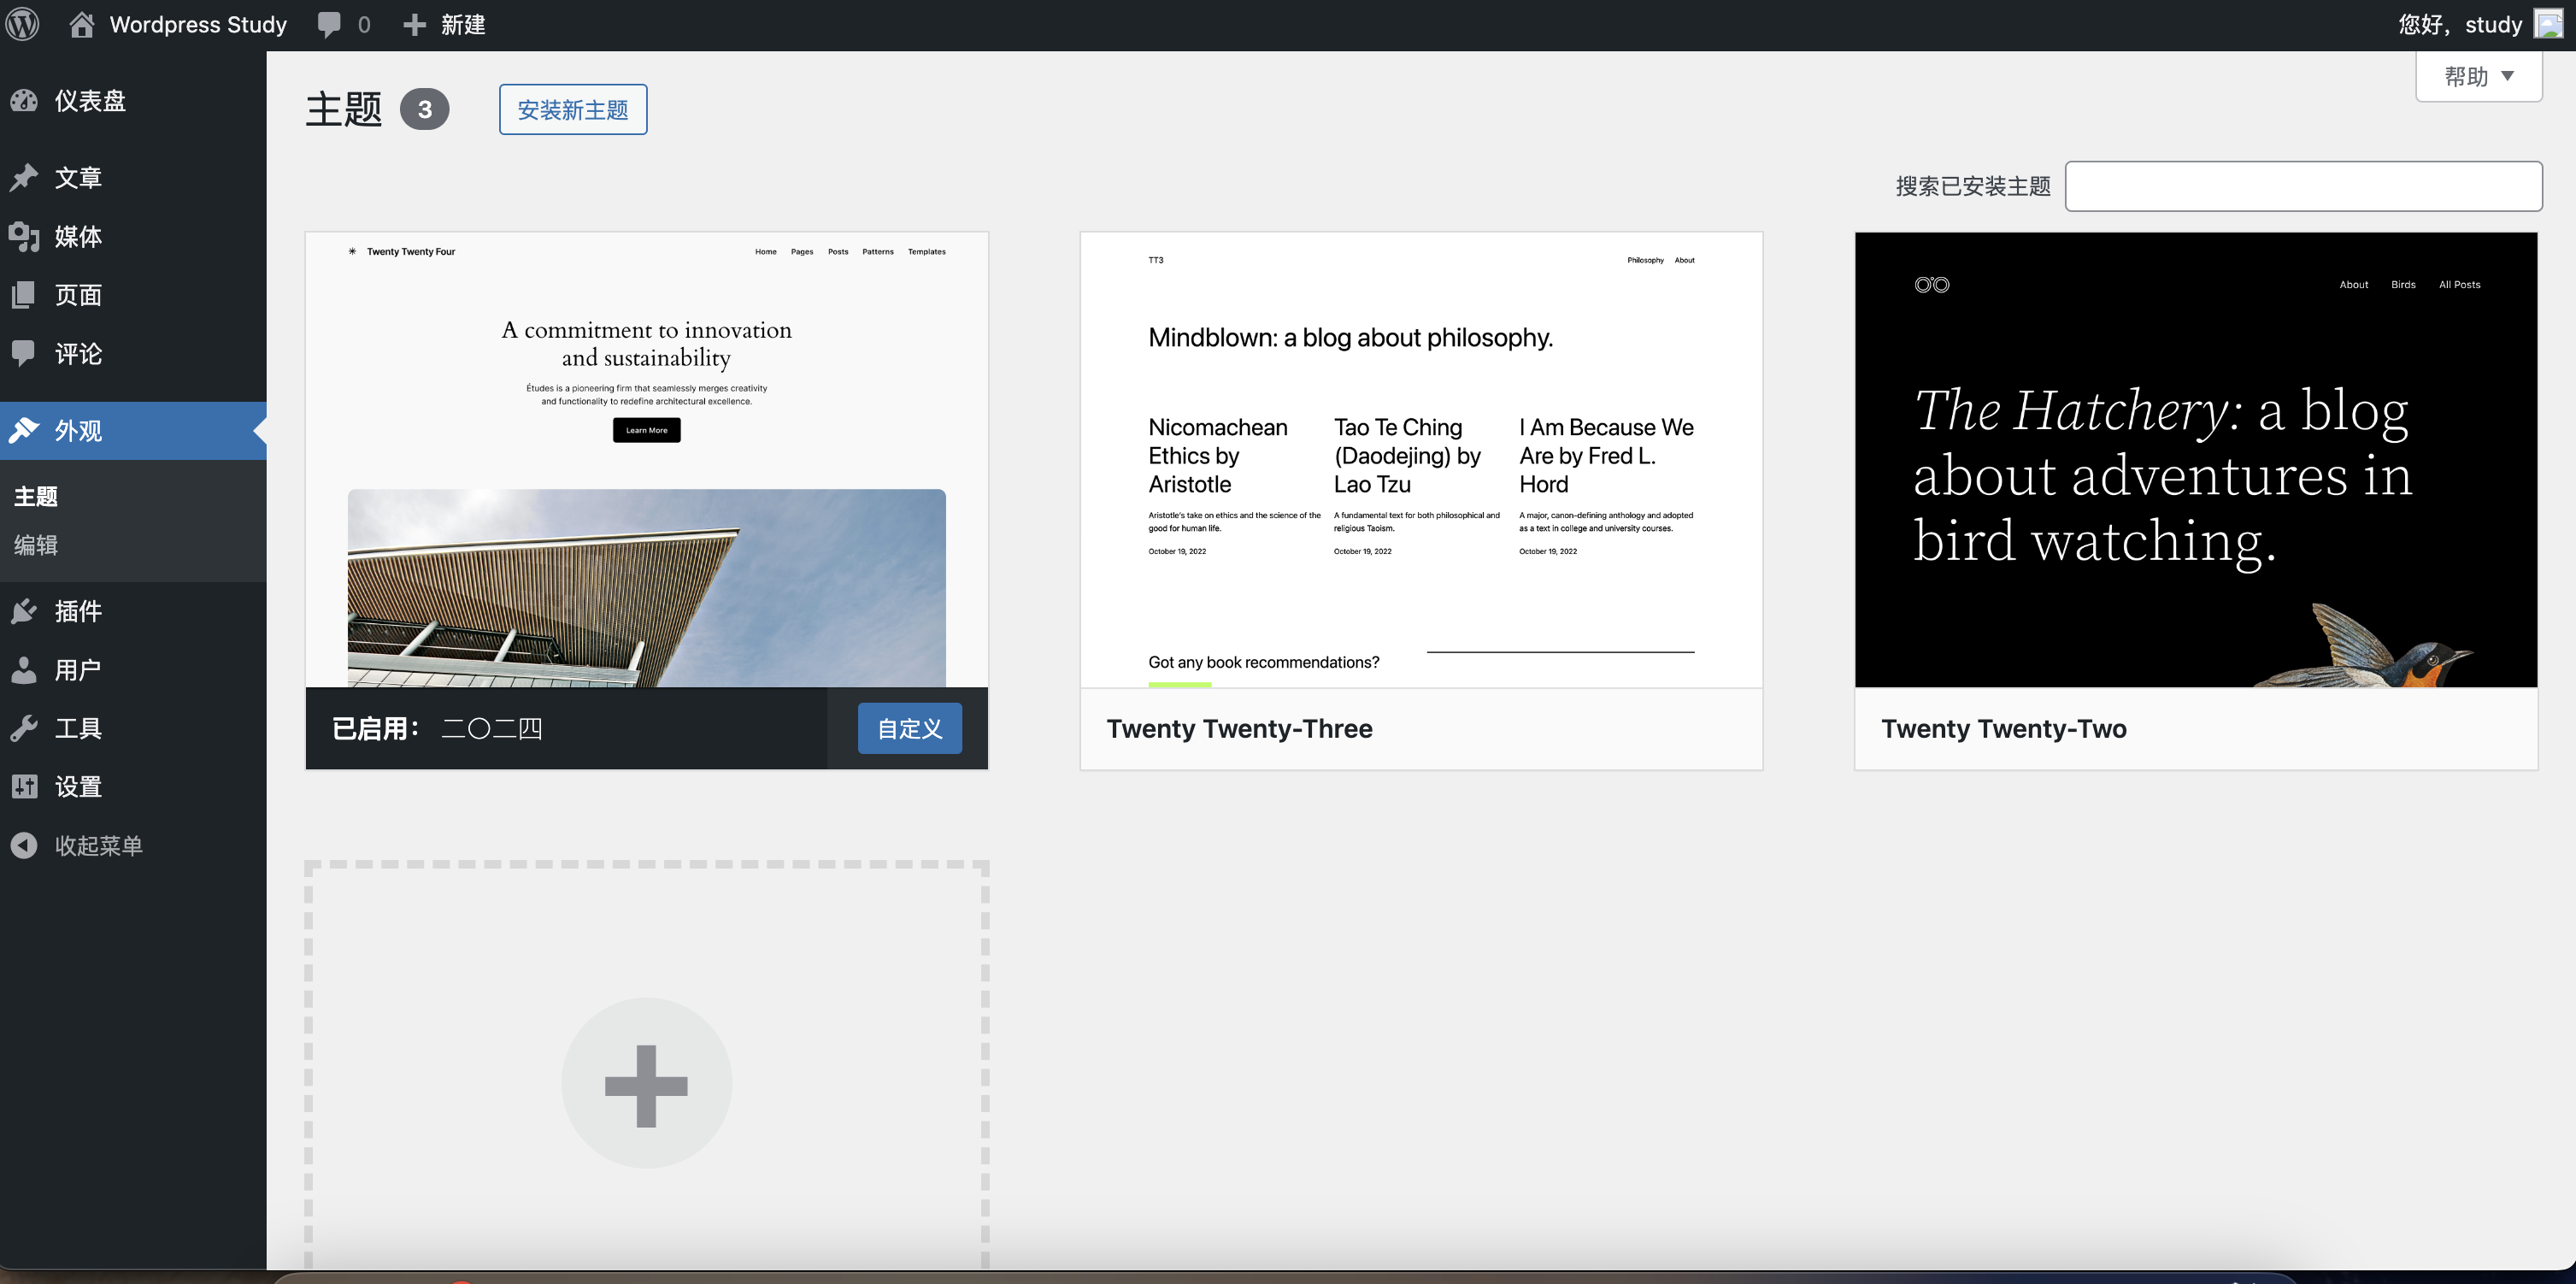 Wordpress Study
0
新建
您好，study
仪表盘
文章
媒体
页面
评论
外观
主题
编辑
插件
用户
工具
设置
收起菜单
主题
3
安装新主题
帮助
搜索已安装主题
Twenty Twenty Four
Home Pages Posts Patterns Templates
A commitment to innovation
and sustainability
Études is a pioneering firm that seamlessly merges creativity
and functionality to redefine architectural excellence.
Learn More
已启用： 二〇二四
自定义
TT3
Philosophy About
Mindblown: a blog about philosophy.
Nicomachean
Ethics by
Aristotle
Aristotle's take on ethics and the science of the
good for human life.
October 19, 2022
Tao Te Ching
(Daodejing) by
Lao Tzu
A fundamental text for both philosophical and
religious Taoism.
October 19, 2022
I Am Because We
Are by Fred L.
Hord
A major, canon-defining anthology and adopted
as a text in college and university courses.
October 19, 2022
Got any book recommendations?
Twenty Twenty-Three
About Birds All Posts
The Hatchery: a blog
about adventures in
bird watching.
Twenty Twenty-Two